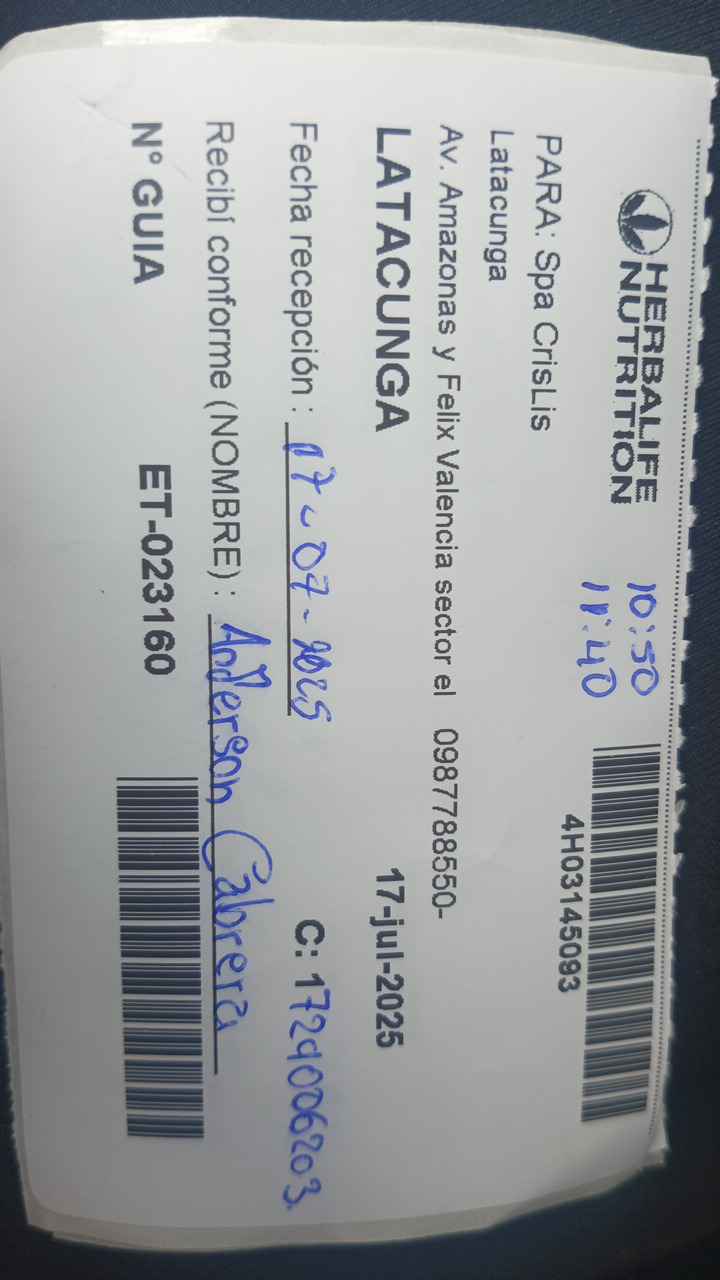 HERBALIFE
NUTRITION
10:50
11:40
4H03145093
PARA: Spa CrisLis
Latacunga
Av. Amazonas y Felix Valencia sector el 0987788550-
LATACUNGA 17-jul-2025
Fecha recepción : 17-07-2025 C: 1729006203
Recibí conforme (NOMBRE) : Anderson Cabrera
N° GUIA ET-023160